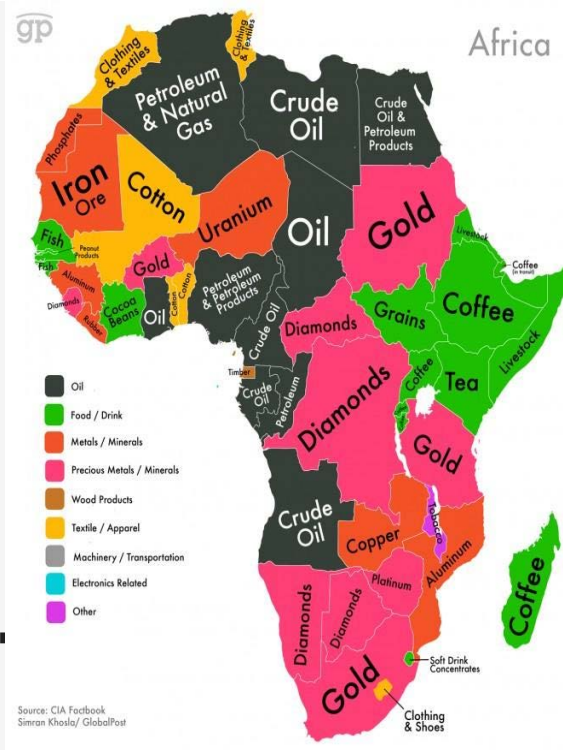 gp
Africa
Clothing
& Textiles
Clothing
& Textiles
Petroleum
& Natural
Gas
Crude
Oil
Crude
Oil &
Petroleum
Products
Phosphates
Iron
Ore
Cotton
Uranium
Oil
Gold
Fish
Peanut
Products
Fish
Aluminum
Diamonds
Rubber
Cocoa
Beans
Gold
Oil
Cotton
Cotton
Petroleum
& Petroleum
Products
Crude Oil
Diamonds
Livestock
Coffee
(in transit)
Coffee
Grains
Livestock
Timber
Crude
Oil
Petroleum
Diamonds
Coffee
Tea
Gold
Oil
Food / Drink
Metals / Minerals
Precious Metals / Minerals
Wood Products
Textile / Apparel
Machinery / Transportation
Electronics Related
Other
Crude
Oil
Copper
Tobacco
Aluminum
Coffee
Diamonds
Diamonds
Platinum
Gold
Soft Drink
Concentrates
Clothing
& Shoes
Source: CIA Factbook
Simran Khosla/ GlobalPost